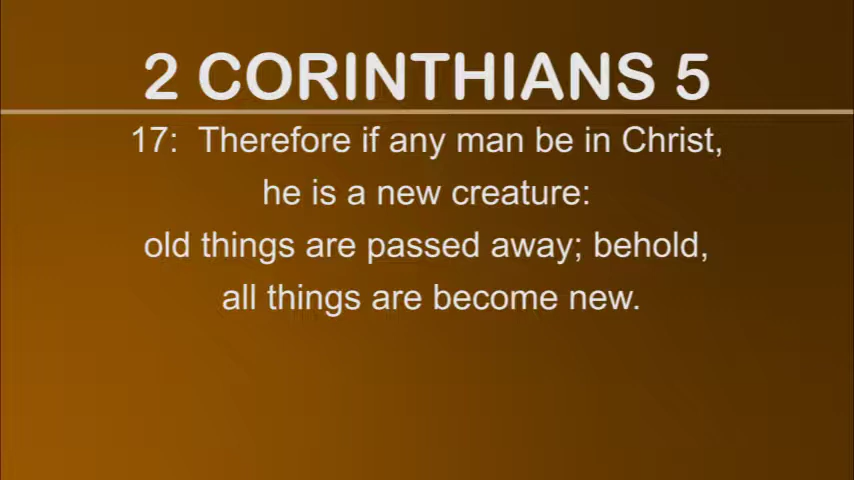 2 CORINTHIANS 5
17:  Therefore if any man be in Christ,
he is a new creature:
old things are passed away; behold,
all things are become new.